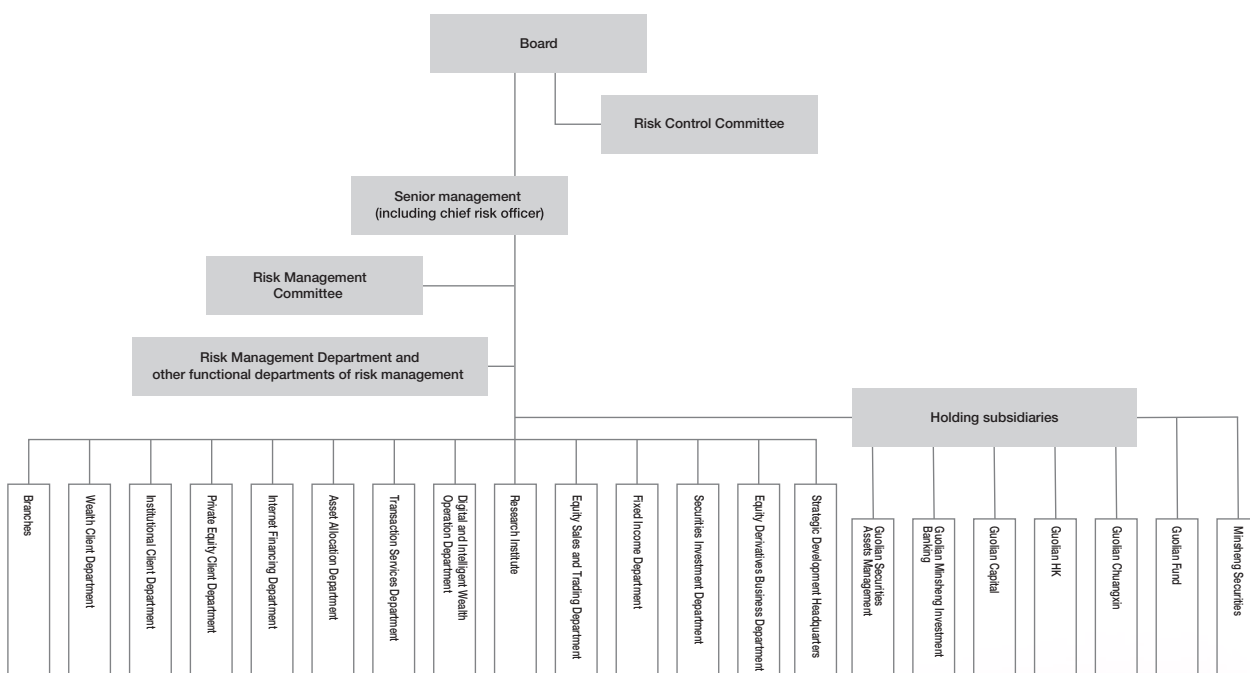 Board
Risk Control Committee
Senior management
(including chief risk officer)
Risk Management
Committee
Risk Management Department and
other functional departments of risk management
Holding subsidiaries
Branches
Wealth Client Department
Institutional Client Department
Private Equity Client Department
Internet Financing Department
Asset Allocation Department
Transaction Services Department
Digital and Intelligent Wealth
Operation Department
Research Institute
Equity Sales and Trading Department
Fixed Income Department
Securities Investment Department
Equity Derivatives Business Department
Strategic Development Headquarters
Guolian Securities
Assets Management
Guolian Minsheng Investment
Banking
Guolian Capital
Guolian HK
Guolian Chuangxin
Guolian Fund
Minsheng Securities